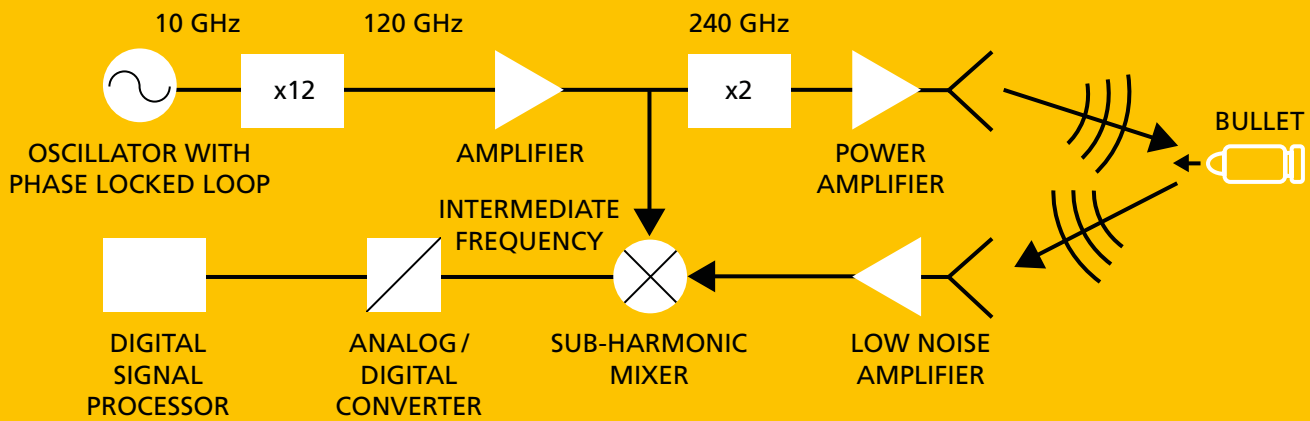 10 GHz
120 GHz
240 GHz
x12
x2
BULLET
OSCILLATOR WITH
PHASE LOCKED LOOP
AMPLIFIER
POWER
AMPLIFIER
INTERMEDIATE
FREQUENCY
DIGITAL
SIGNAL
PROCESSOR
ANALOG /
DIGITAL
CONVERTER
SUB-HARMONIC
MIXER
LOW NOISE
AMPLIFIER